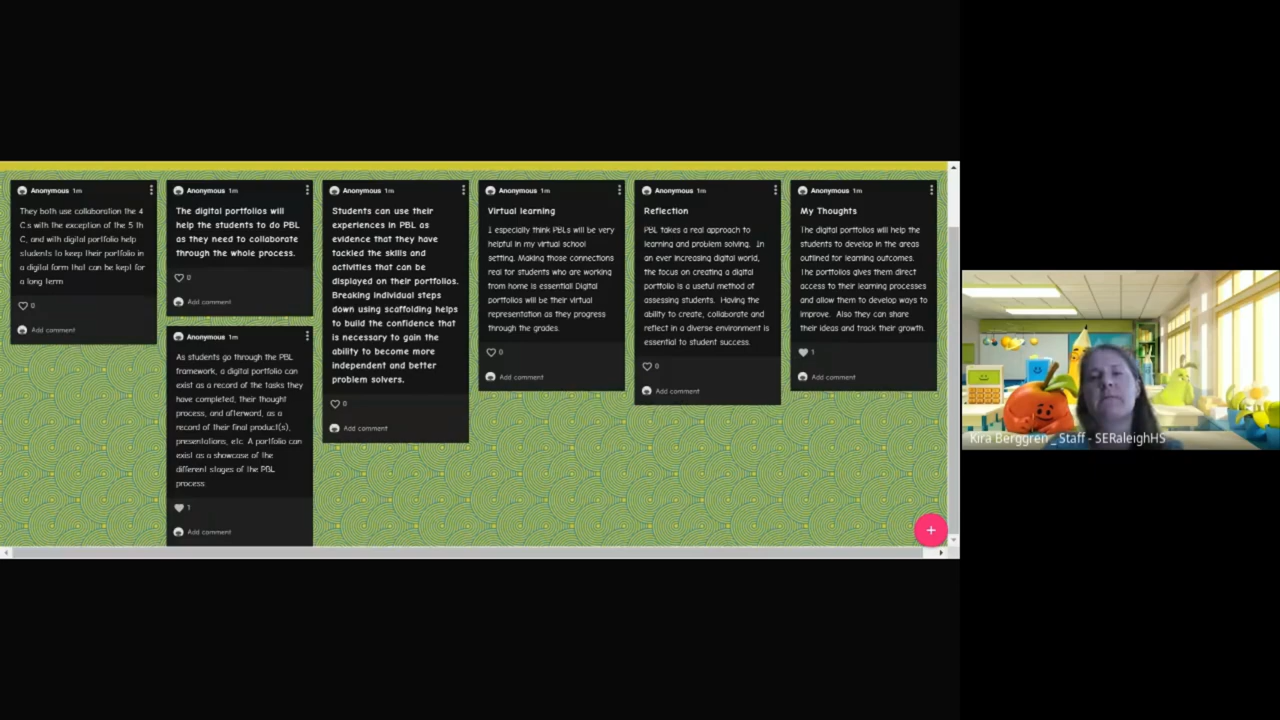 Anonymous 1m
They both use collaboration the 4
C.s with the exception of the 5 th
C, and with digital portfolio help
students to keep their portfolio in
a digital form that can be kept for
a long term
0
Add comment
Anonymous 1m
The digital portfolios will
help the students to do PBL
as they need to collaborate
through the whole process.
0
Add comment
Anonymous 1m
As students go through the PBL
framework, a digital portfolio can
exist as a record of the tasks they
have completed, their thought
process, and afterword, as a
record of their final product(s),
presentations, etc. A portfolio can
exist as a showcase of the
different stages of the PBL
process.
1
Add comment
Anonymous 1m
Students can use their
experiences in PBL as
evidence that they have
tackled the skills and
activities that can be
displayed on their portfolios.
Breaking individual steps
down using scaffolding helps
to build the confidence that
is necessary to gain the
ability to become more
independent and better
problem solvers.
0
Add comment
Anonymous 1m
Virtual learning
I especially think PBLs will be very
helpful in my virtual school
setting. Making those connections
real for students who are working
from home is essential! Digital
portfolios will be their virtual
representation as they progress
through the grades.
0
Add comment
Anonymous 1m
Reflection
PBL takes a real approach to
learning and problem solving. In
an ever increasing digital world,
the focus on creating a digital
portfolio is a useful method of
assessing students. Having the
ability to create, collaborate and
reflect in a diverse environment is
essential to student success.
0
Add comment
Anonymous 1m
My Thoughts
The digital portfolios will help the
students to develop in the areas
outlined for learning outcomes.
The portfolios gives them direct
access to their learning processes
and allow them to develop ways to
improve. Also they can share
their ideas and track their growth.
1
Add comment
Kira Berggren _ Staff - SERaleighHS